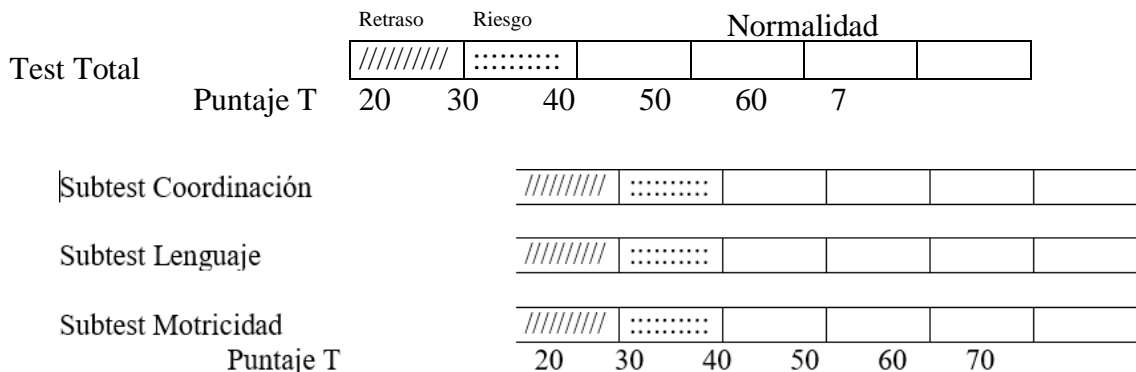 Retraso Riesgo Normalidad
Test Total ////////// ::::::::::
Puntaje T 20 30 40 50 60 7
Subtest Coordinación ////////// ::::::::::
Subtest Lenguaje ////////// ::::::::::
Subtest Motricidad ////////// ::::::::::
Puntaje T 20 30 40 50 60 70